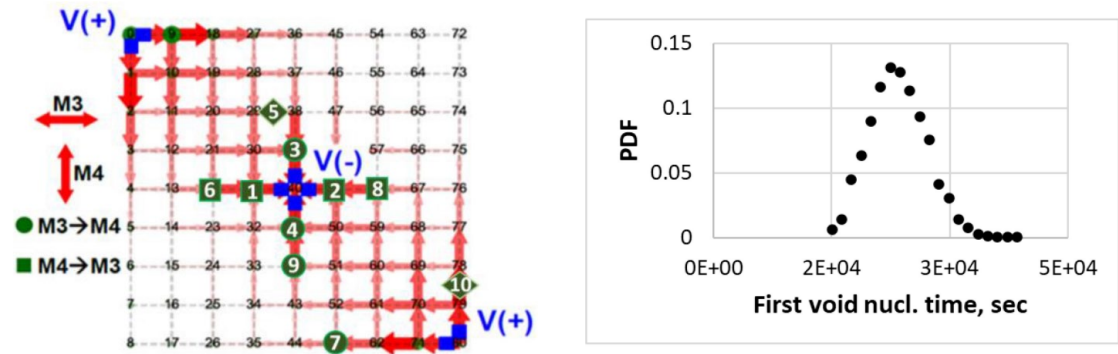 V(+)
0 9 18 27 36 45 54 63 72
1 10 19 28 37 46 55 64 73
2 11 20 29 5 38 47 56 65 74
M3
3 12 21 30 3 57 66 75
V(-)
M4
4 13 6 1 40 2 8 67 76
M3→M4
5 14 23 32 4 50 59 68 77
M4→M3
6 15 24 33 9 51 60 69 78
10
7 16 25 34 43 52 61 70 79
V(+)
8 17 26 35 44 7 62 71 80
0.15
0.1
0.05
0
PDF
0E+00 2E+04 3E+04 5E+04
First void nucl. time, sec